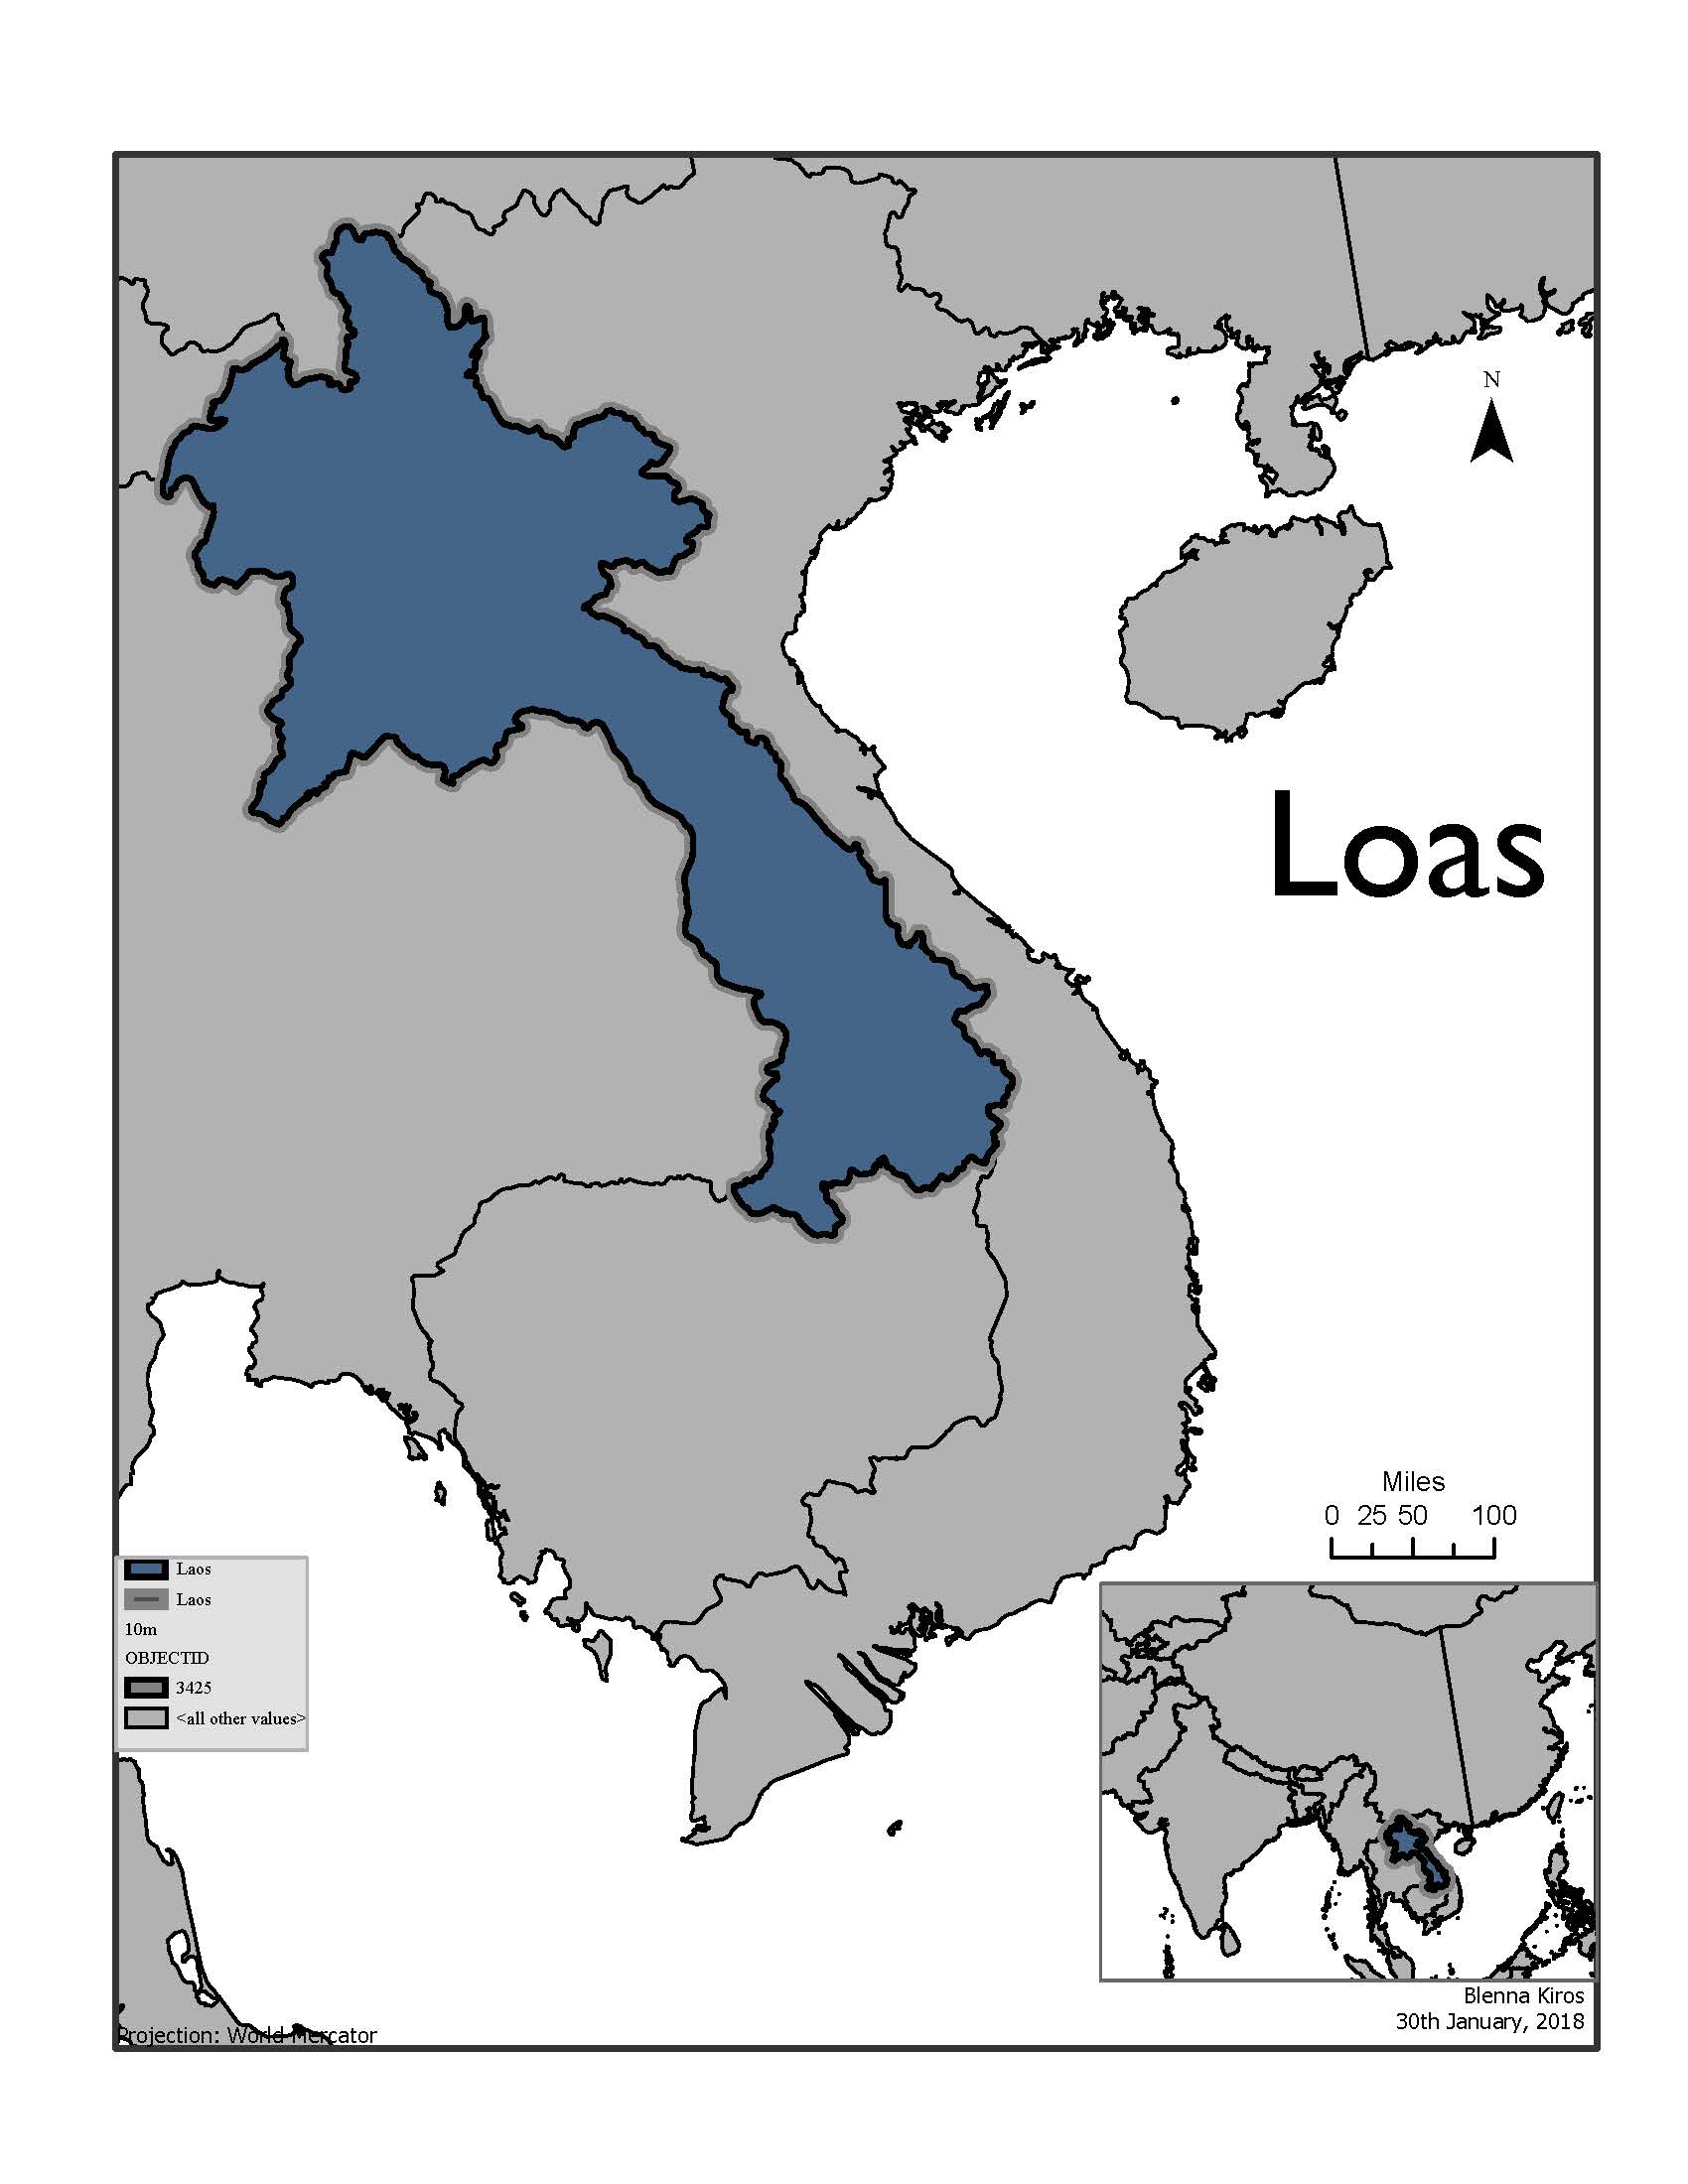 N
Loas
Miles
0 25 50 100
Laos
Laos
10m
OBJECTID
3425
<all other values>
Blenna Kiros
30th January, 2018
Projection: World Mercator